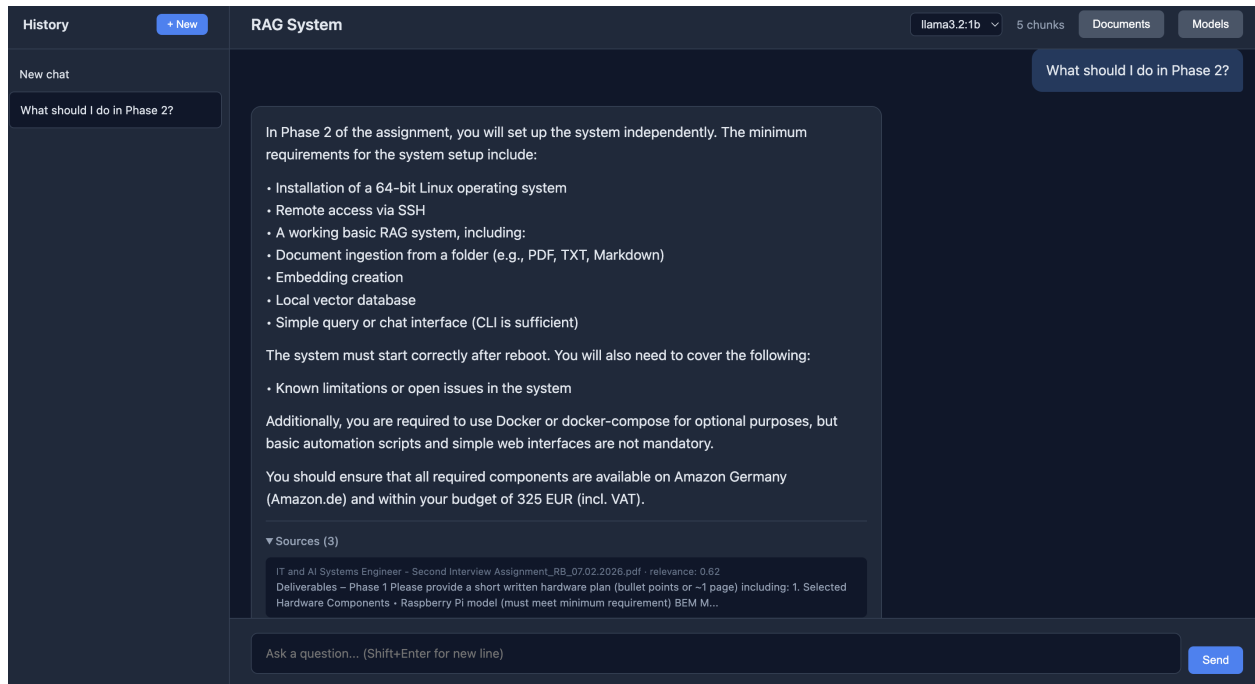 History
+ New
RAG System
llama3.2:1b
5 chunks
Documents
Models
New chat
What should I do in Phase 2?
What should I do in Phase 2?
In Phase 2 of the assignment, you will set up the system independently. The minimum
requirements for the system setup include:
• Installation of a 64-bit Linux operating system
• Remote access via SSH
• A working basic RAG system, including:
• Document ingestion from a folder (e.g., PDF, TXT, Markdown)
• Embedding creation
• Local vector database
• Simple query or chat interface (CLI is sufficient)
The system must start correctly after reboot. You will also need to cover the following:
• Known limitations or open issues in the system
Additionally, you are required to use Docker or docker-compose for optional purposes, but
basic automation scripts and simple web interfaces are not mandatory.
You should ensure that all required components are available on Amazon Germany
(Amazon.de) and within your budget of 325 EUR (incl. VAT).
▼ Sources (3)
IT and AI Systems Engineer - Second Interview Assignment_RB_07.02.2026.pdf · relevance: 0.62
Deliverables – Phase 1 Please provide a short written hardware plan (bullet points or ~1 page) including: 1. Selected
Hardware Components • Raspberry Pi model (must meet minimum requirement) BEM M...
Ask a question... (Shift+Enter for new line)
Send